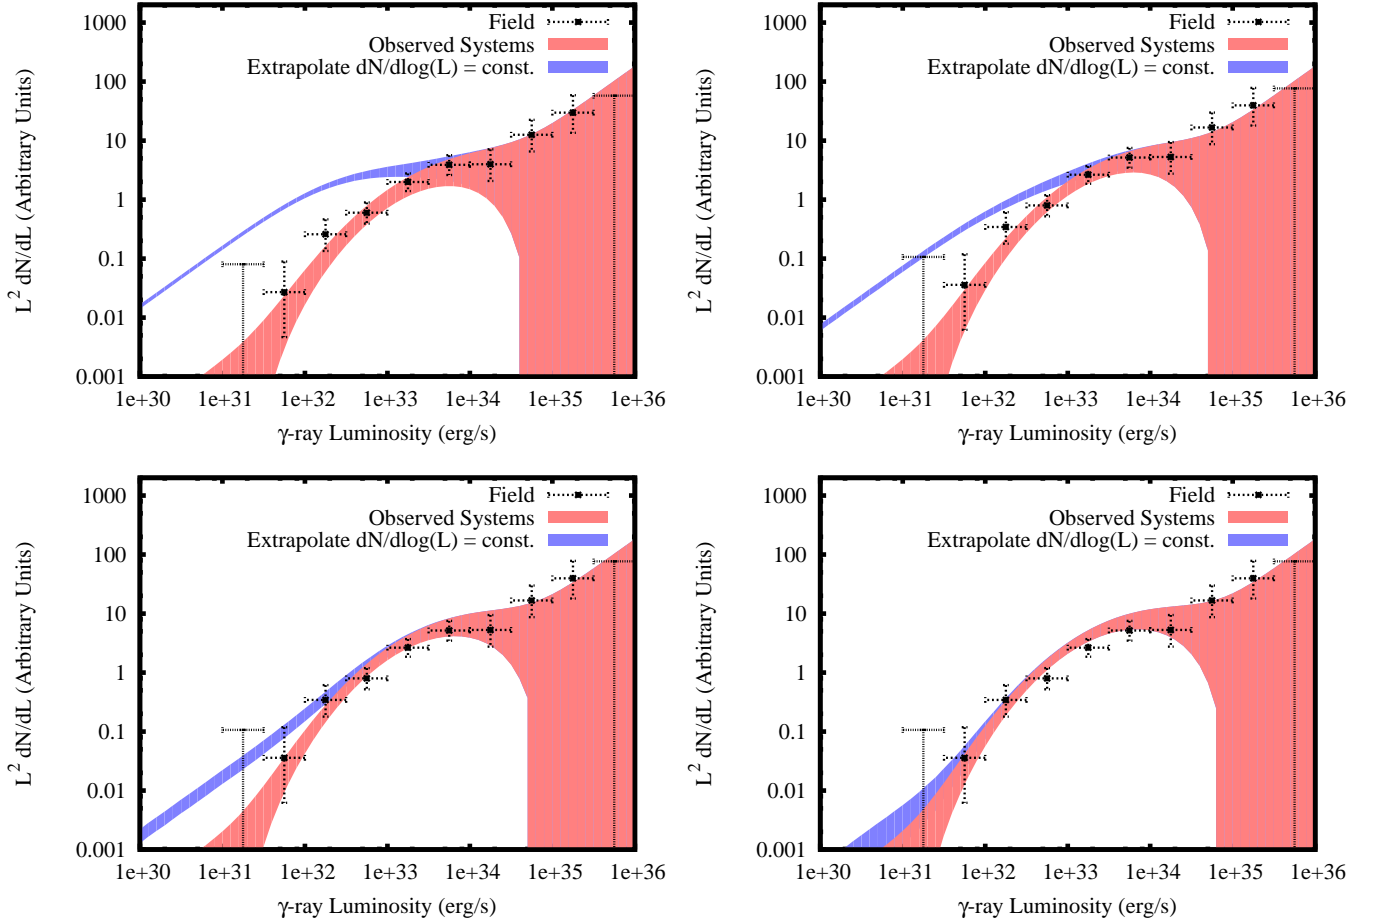 1000
100
10
1
0.1
0.01
0.001
L² dN/dL (Arbitrary Units)
Field
Observed Systems
Extrapolate dN/dlog(L) = const.
1e+30 1e+31 1e+32 1e+33 1e+34 1e+35 1e+36
γ-ray Luminosity (erg/s)
1000
100
10
1
0.1
0.01
0.001
L² dN/dL (Arbitrary Units)
Field
Observed Systems
Extrapolate dN/dlog(L) = const.
1e+30 1e+31 1e+32 1e+33 1e+34 1e+35 1e+36
γ-ray Luminosity (erg/s)
1000
100
10
1
0.1
0.01
0.001
L² dN/dL (Arbitrary Units)
Field
Observed Systems
Extrapolate dN/dlog(L) = const.
1e+30 1e+31 1e+32 1e+33 1e+34 1e+35 1e+36
γ-ray Luminosity (erg/s)
1000
100
10
1
0.1
0.01
0.001
L² dN/dL (Arbitrary Units)
Field
Observed Systems
Extrapolate dN/dlog(L) = const.
1e+30 1e+31 1e+32 1e+33 1e+34 1e+35 1e+36
γ-ray Luminosity (erg/s)